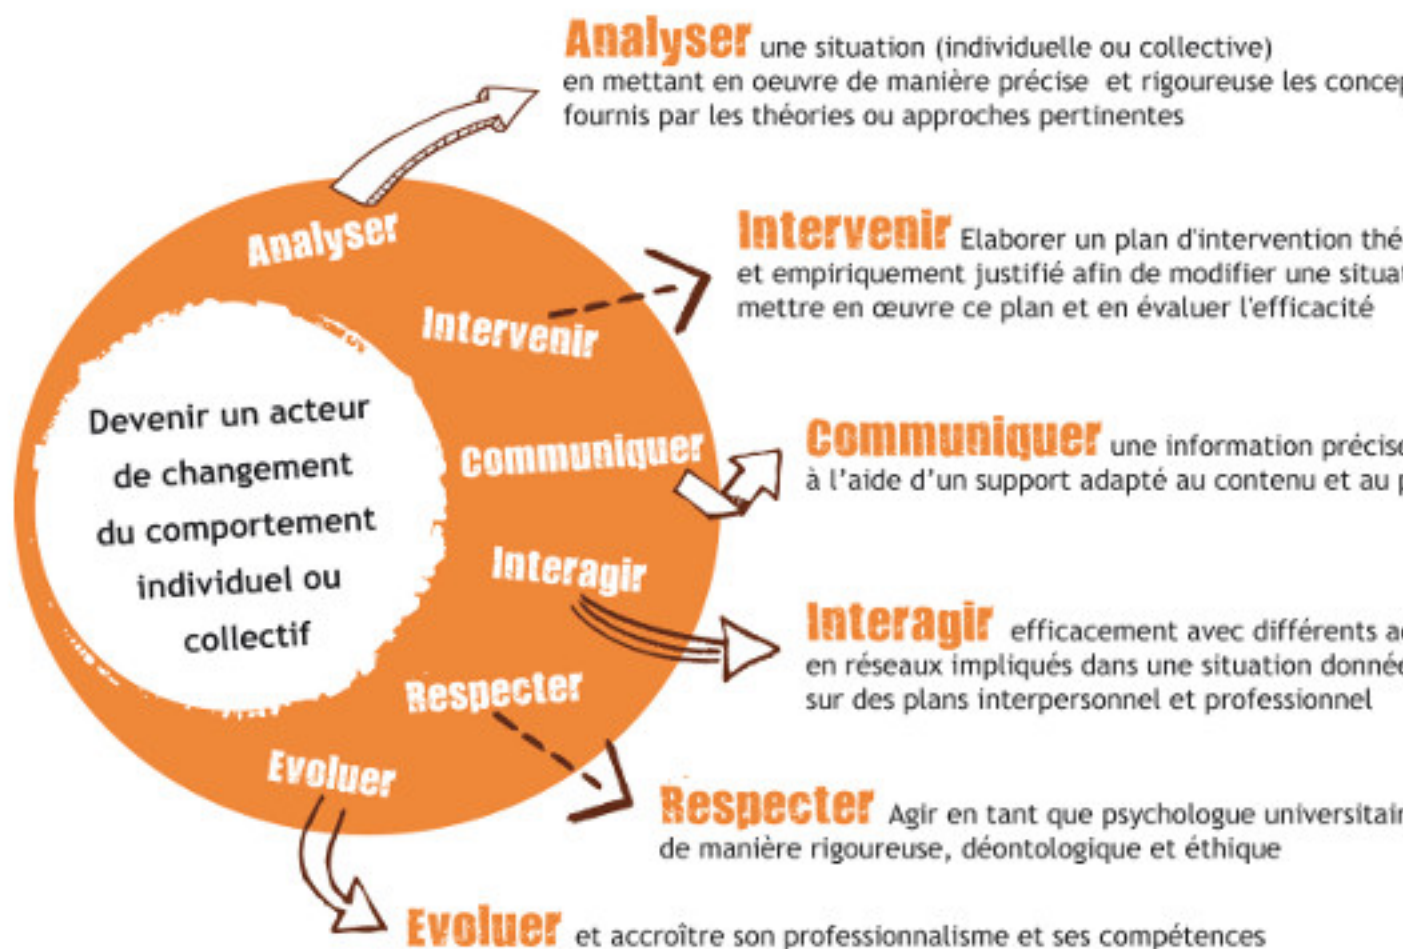 Analyser une situation (individuelle ou collective)
en mettant en oeuvre de manière précise et rigoureuse les
fournis par les théories ou approches pertinentes
Analyser
Intervenir Elaborer un plan d'intervention
et empiriquement justifié afin de modifier une
mettre en œuvre ce plan et en évaluer l'efficacité
Intervenir
Devenir un acteur
de changement
du comportement
individuel ou
collectif
Communiquer une information précise
à l'aide d'un support adapté au contenu et au
Communiquer
Interagir
Interagir efficacement avec différents
en réseaux impliqués dans une situation donnée
sur des plans interpersonnel et professionnel
Respecter
Respecter Agir en tant que psychologue
de manière rigoureuse, déontologique et éthique
Evoluer
Evoluer et accroître son professionnalisme et ses compétences